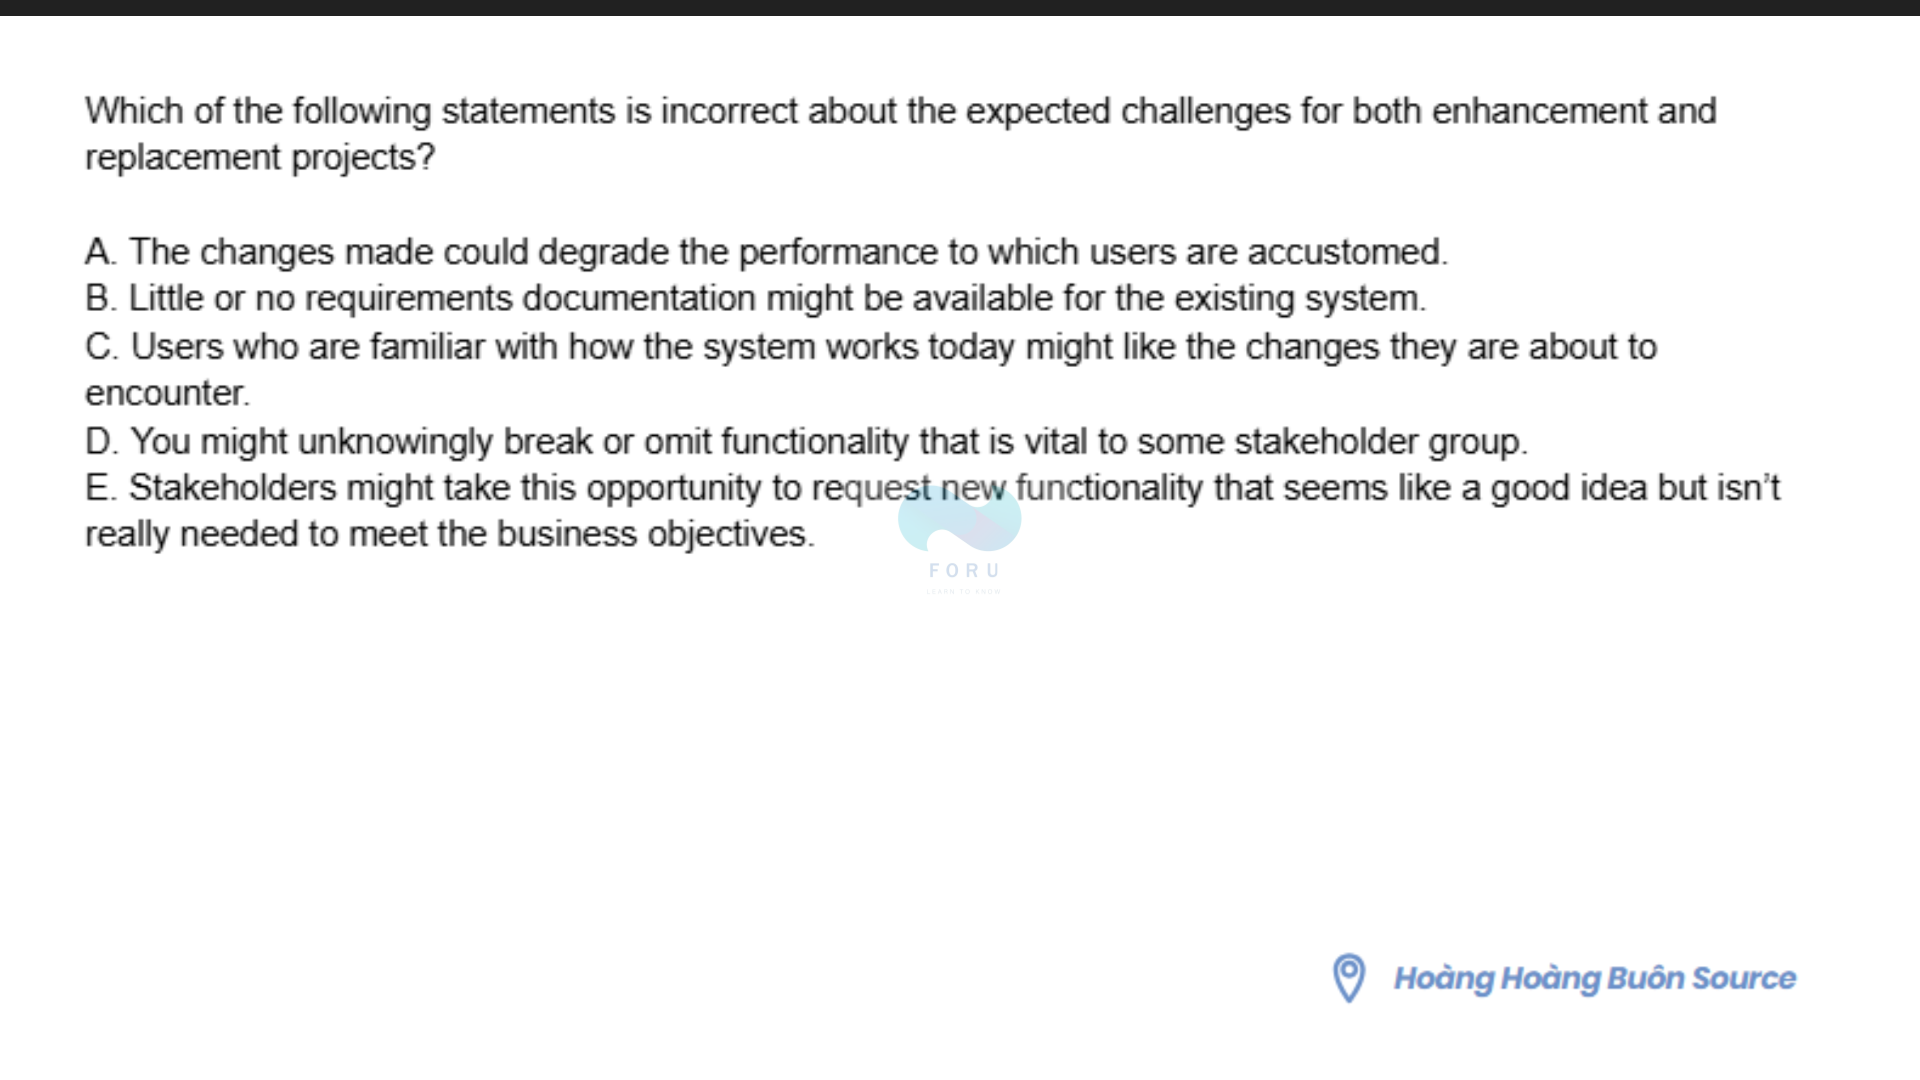 Which of the following statements is incorrect about the expected challenges for both enhancement and
replacement projects?
A. The changes made could degrade the performance to which users are accustomed.
B. Little or no requirements documentation might be available for the existing system.
C. Users who are familiar with how the system works today might like the changes they are about to
encounter.
D. You might unknowingly break or omit functionality that is vital to some stakeholder group.
E. Stakeholders might take this opportunity to request new functionality that seems like a good idea but isn’t
really needed to meet the business objectives.
FORU
LEARN TO KNOW
Hoàng Hoàng Buôn Source